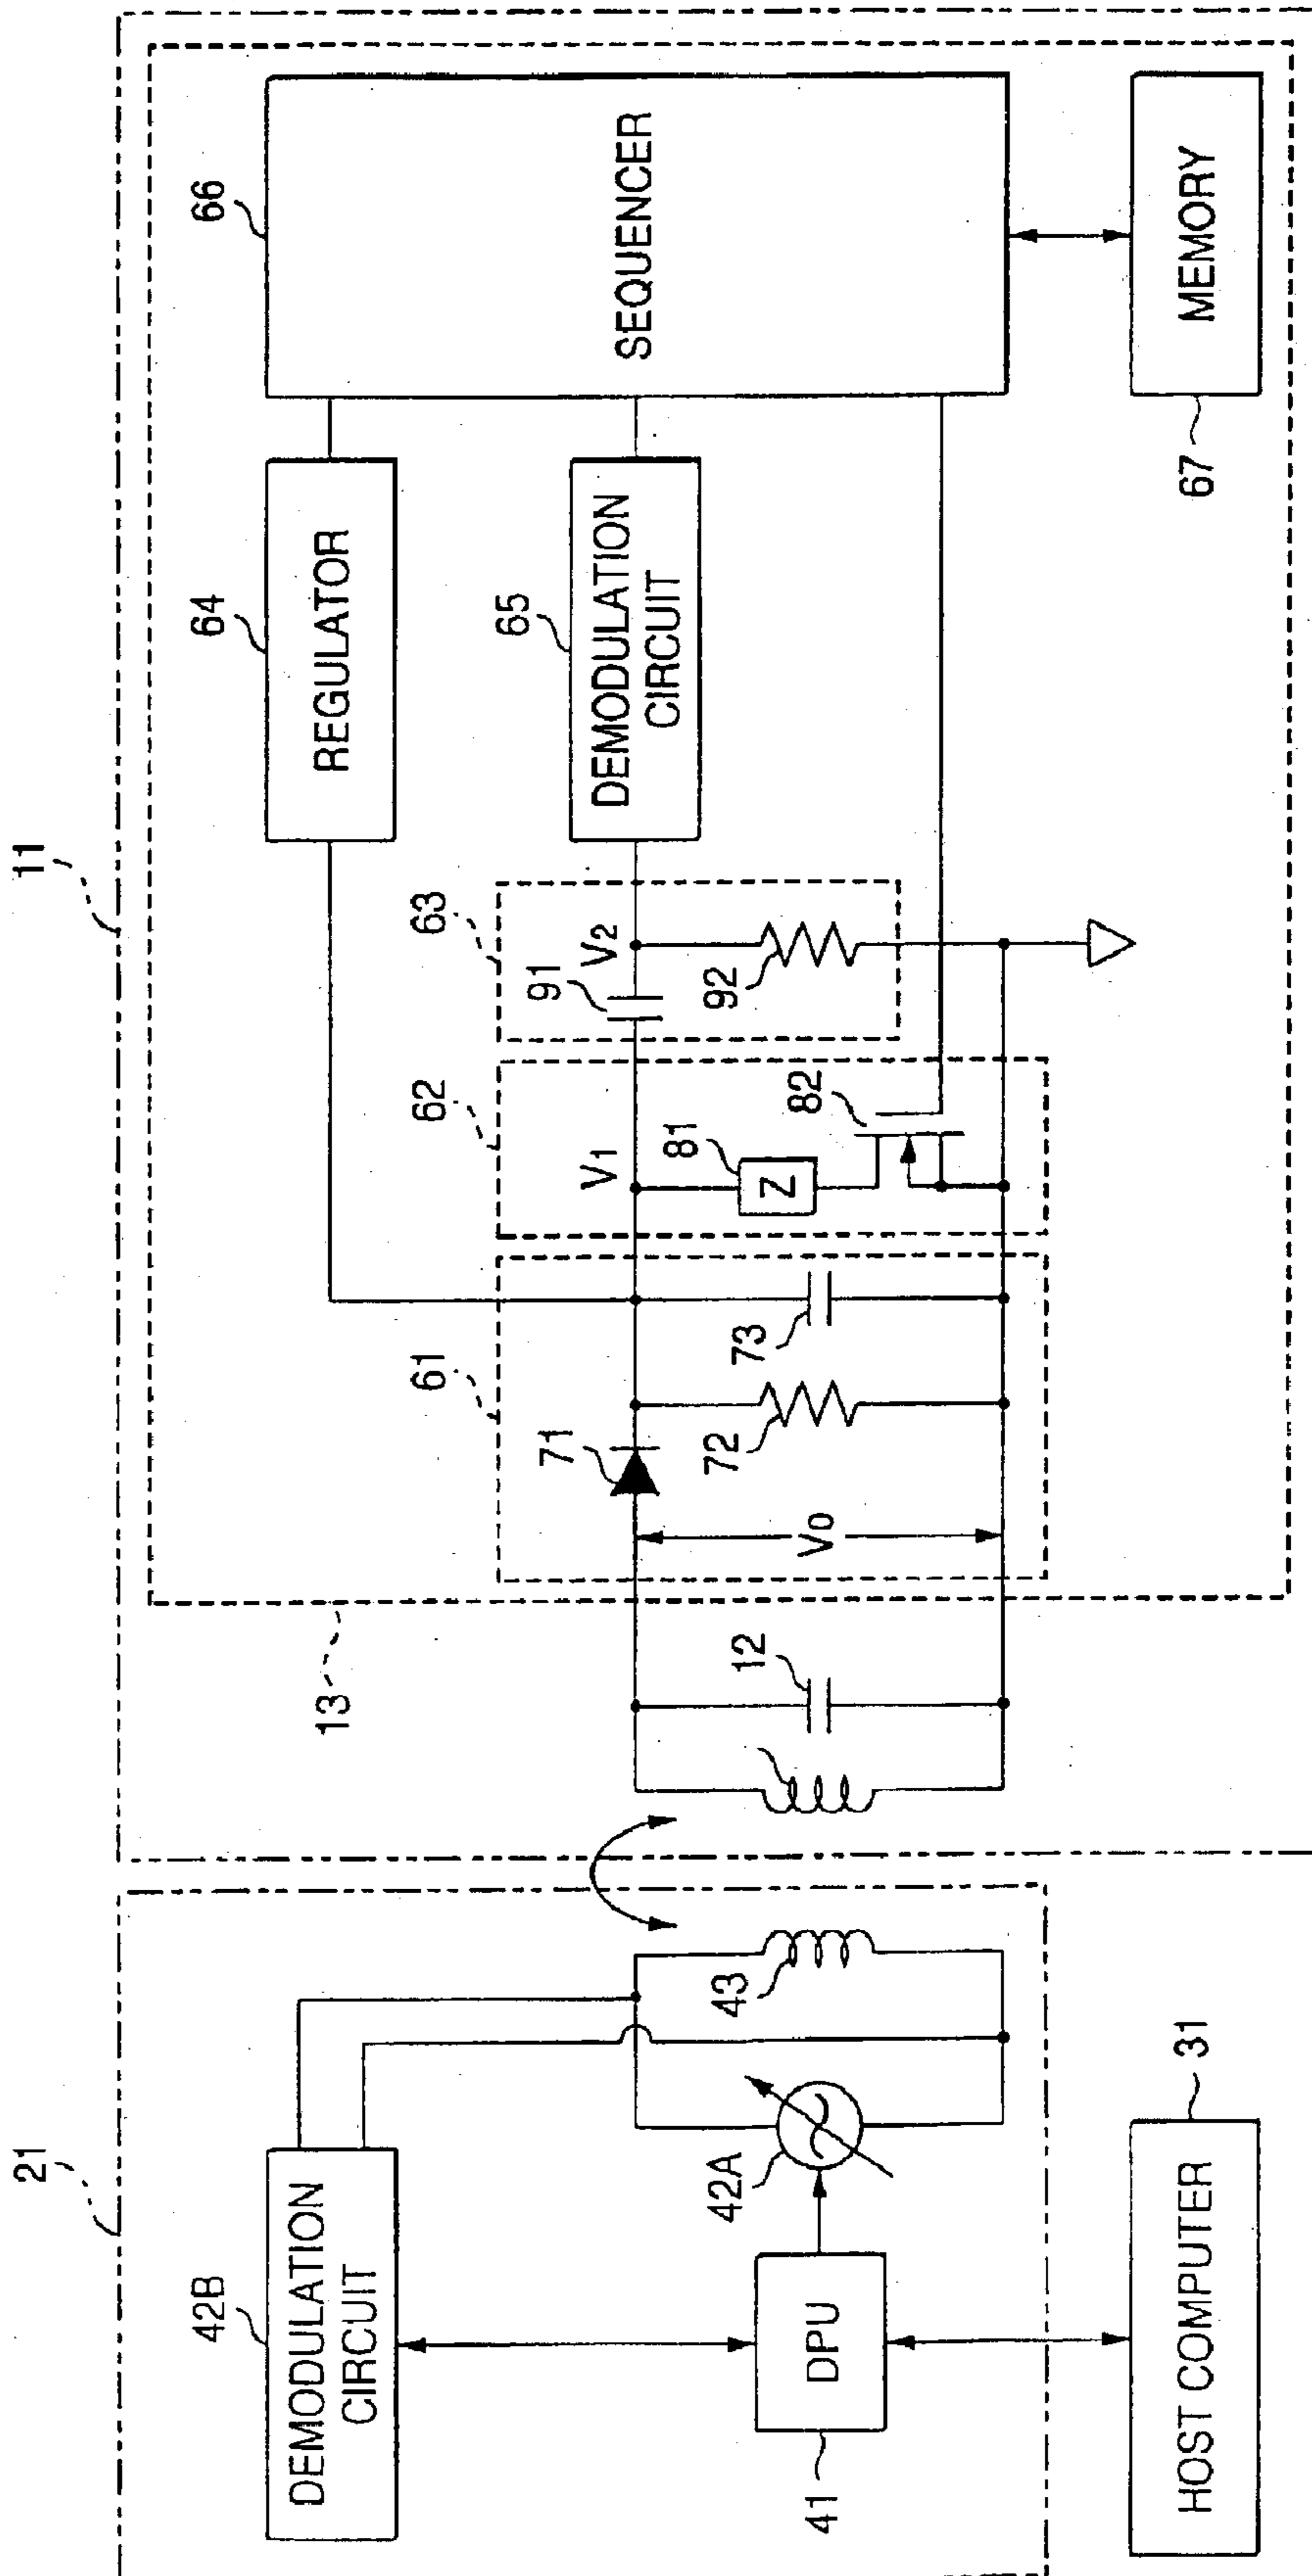 21
42B
DEMODULATION
CIRCUIT
42A
43
DPU
41
HOST COMPUTER
31
11
13
12
61
71
V0
72
73
62
V1
81
Z
82
63
91
V2
92
64
REGULATOR
65
DEMODULATION
CIRCUIT
66
SEQUENCER
MEMORY
67